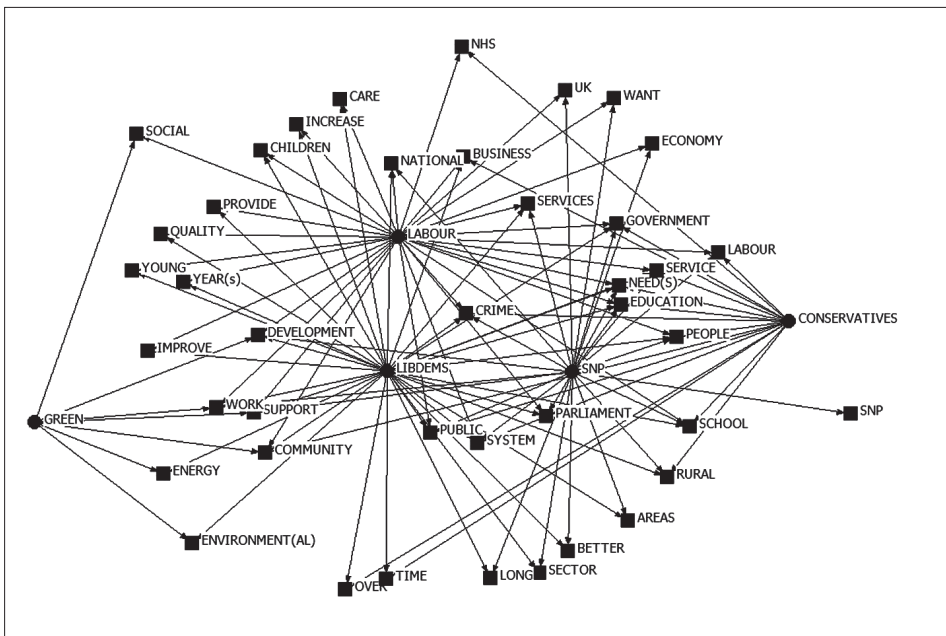 NHS
UK
WANT
CARE
INCREASE
SOCIAL
CHILDREN
NATIONAL
BUSINESS
ECONOMY
PROVIDE
SERVICES
QUALITY
LABOUR
GOVERNMENT
LABOUR
YOUNG
YEAR(s)
SERVICE
NEED(S)
EDUCATION
CRIME
CONSERVATIVES
DEVELOPMENT
PEOPLE
IMPROVE
LIBDEMS
SNP
WORK
SUPPORT
PARLIAMENT
SNP
GREEN
PUBLIC
SYSTEM
SCHOOL
COMMUNITY
ENERGY
RURAL
AREAS
ENVIRONMENT(AL)
BETTER
OVER
TIME
LONG
SECTOR